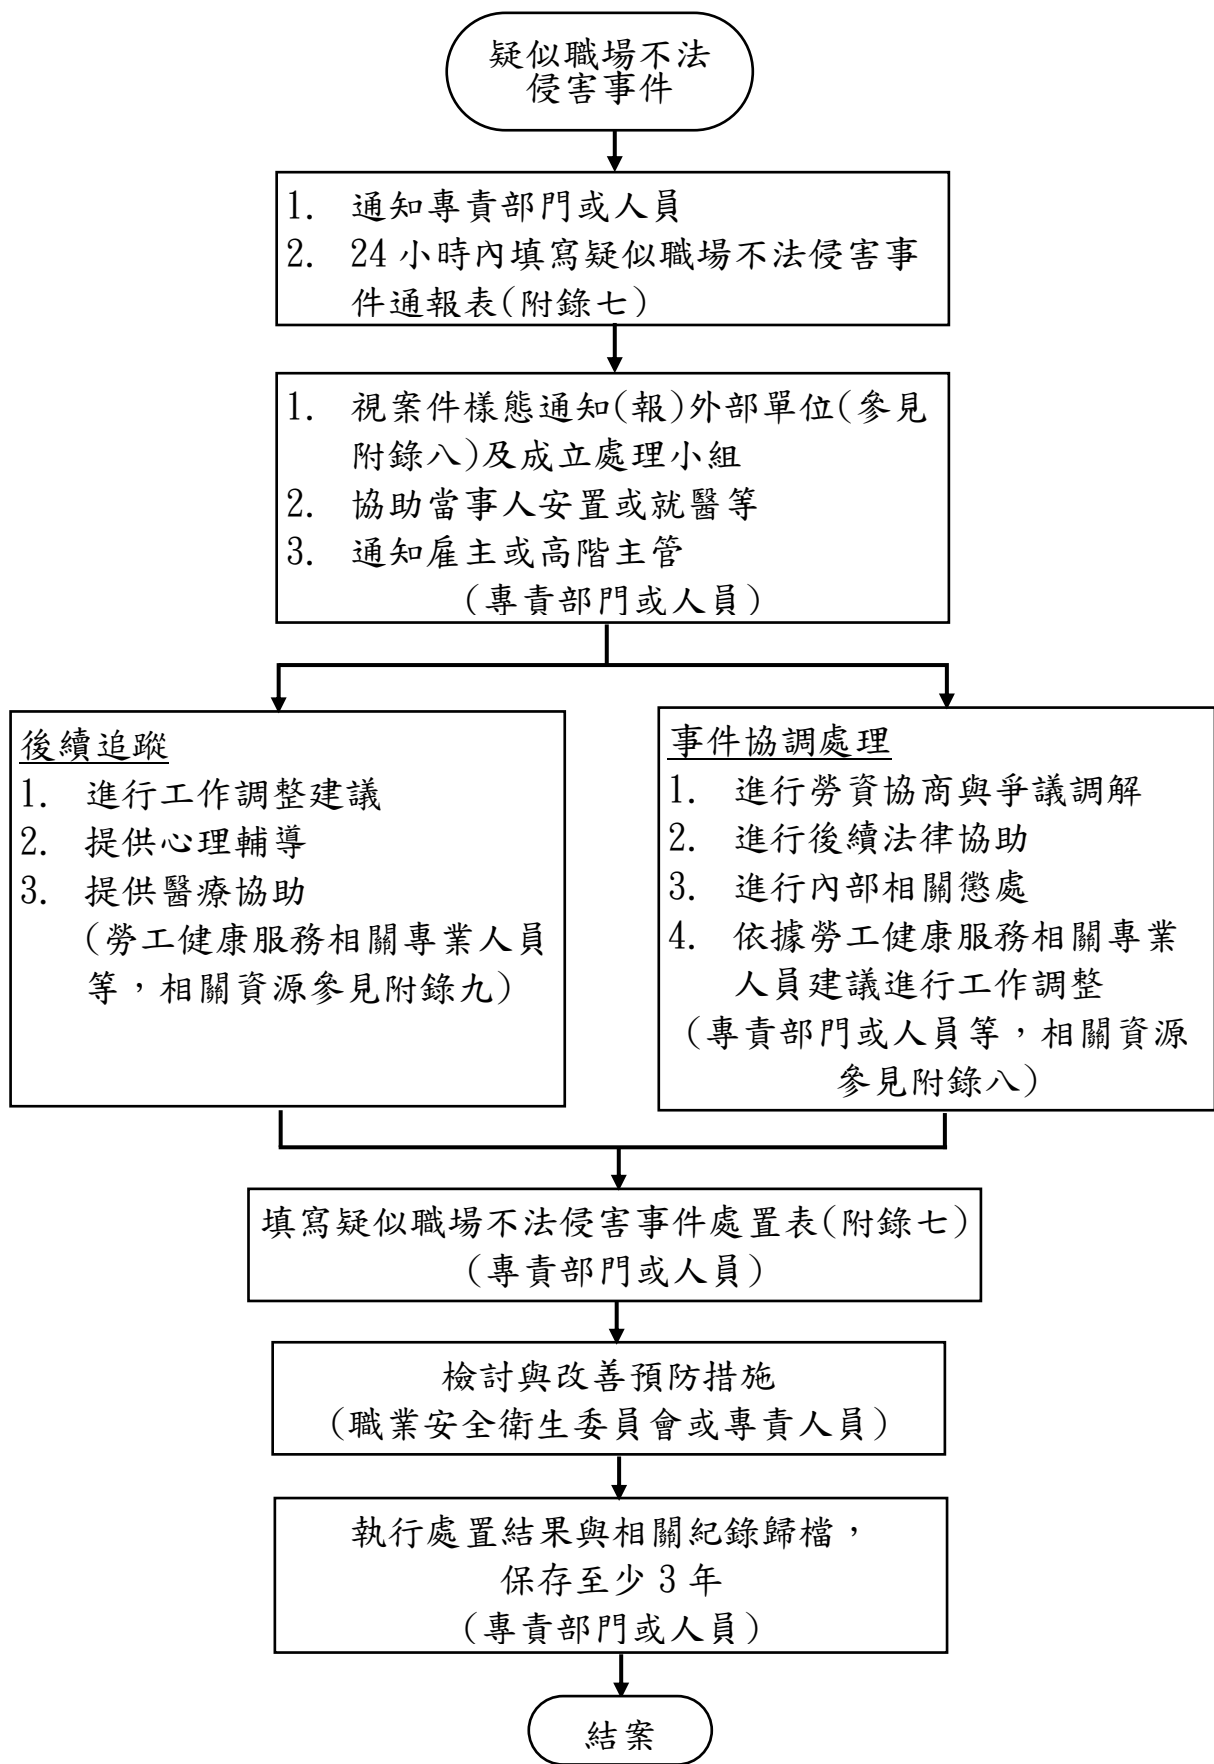 疑似職場不法
侵害事件
1. 通知專責部門或人員
2. 24 小時內填寫疑似職場不法侵害事
件通報表(附錄七)
1. 視案件樣態通知(報)外部單位(參見
附錄八)及成立處理小組
2. 協助當事人安置或就醫等
3. 通知雇主或高階主管
(專責部門或人員)
後續追蹤
1. 進行工作調整建議
2. 提供心理輔導
3. 提供醫療協助
(勞工健康服務相關專業人員
等，相關資源參見附錄九)
事件協調處理
1. 進行勞資協商與爭議調解
2. 進行後續法律協助
3. 進行內部相關懲處
4. 依據勞工健康服務相關專業
人員建議進行工作調整
(專責部門或人員等，相關資源
參見附錄八)
填寫疑似職場不法侵害事件處置表(附錄七)
(專責部門或人員)
檢討與改善預防措施
(職業安全衛生委員會或專責人員)
執行處置結果與相關紀錄歸檔，
保存至少 3 年
(專責部門或人員)
結案